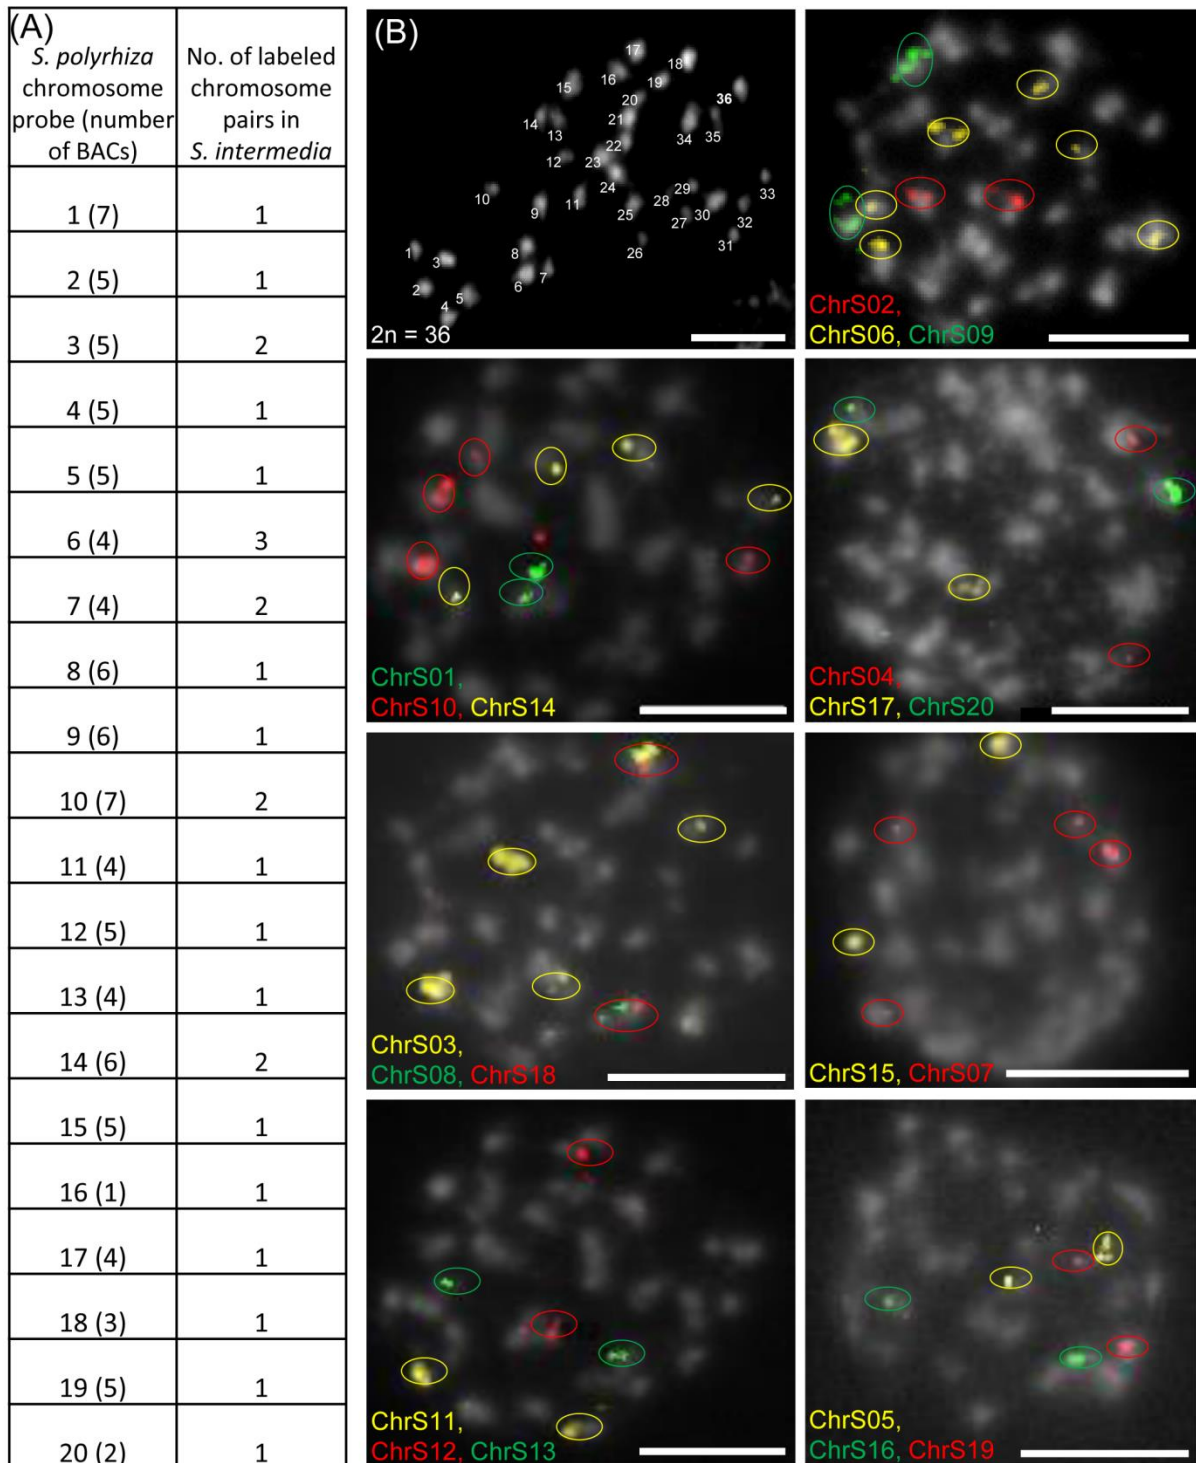 (A)
S. polyrhiza
chromosome
probe (number
of BACs)
No. of labeled
chromosome
pairs in
S. intermedia
1 (7) 1
2 (5) 1
3 (5) 2
4 (5) 1
5 (5) 1
6 (4) 3
7 (4) 2
8 (6) 1
9 (6) 1
10 (7) 2
11 (4) 1
12 (5) 1
13 (4) 1
14 (6) 2
15 (5) 1
16 (1) 1
17 (4) 1
18 (3) 1
19 (5) 1
20 (2) 1
(B)
17
16
18
15
19
36
20
14
13
21
34
35
22
12
23
24
29
33
10
9
11
25
28
27
30
32
26
31
1
3
8
2
5
6
7
4
2n = 36
ChrS02,
ChrS06, ChrS09
ChrS01,
ChrS10, ChrS14
ChrS04,
ChrS17, ChrS20
ChrS03,
ChrS08, ChrS18
ChrS15, ChrS07
ChrS11,
ChrS12, ChrS13
ChrS05,
ChrS16, ChrS19